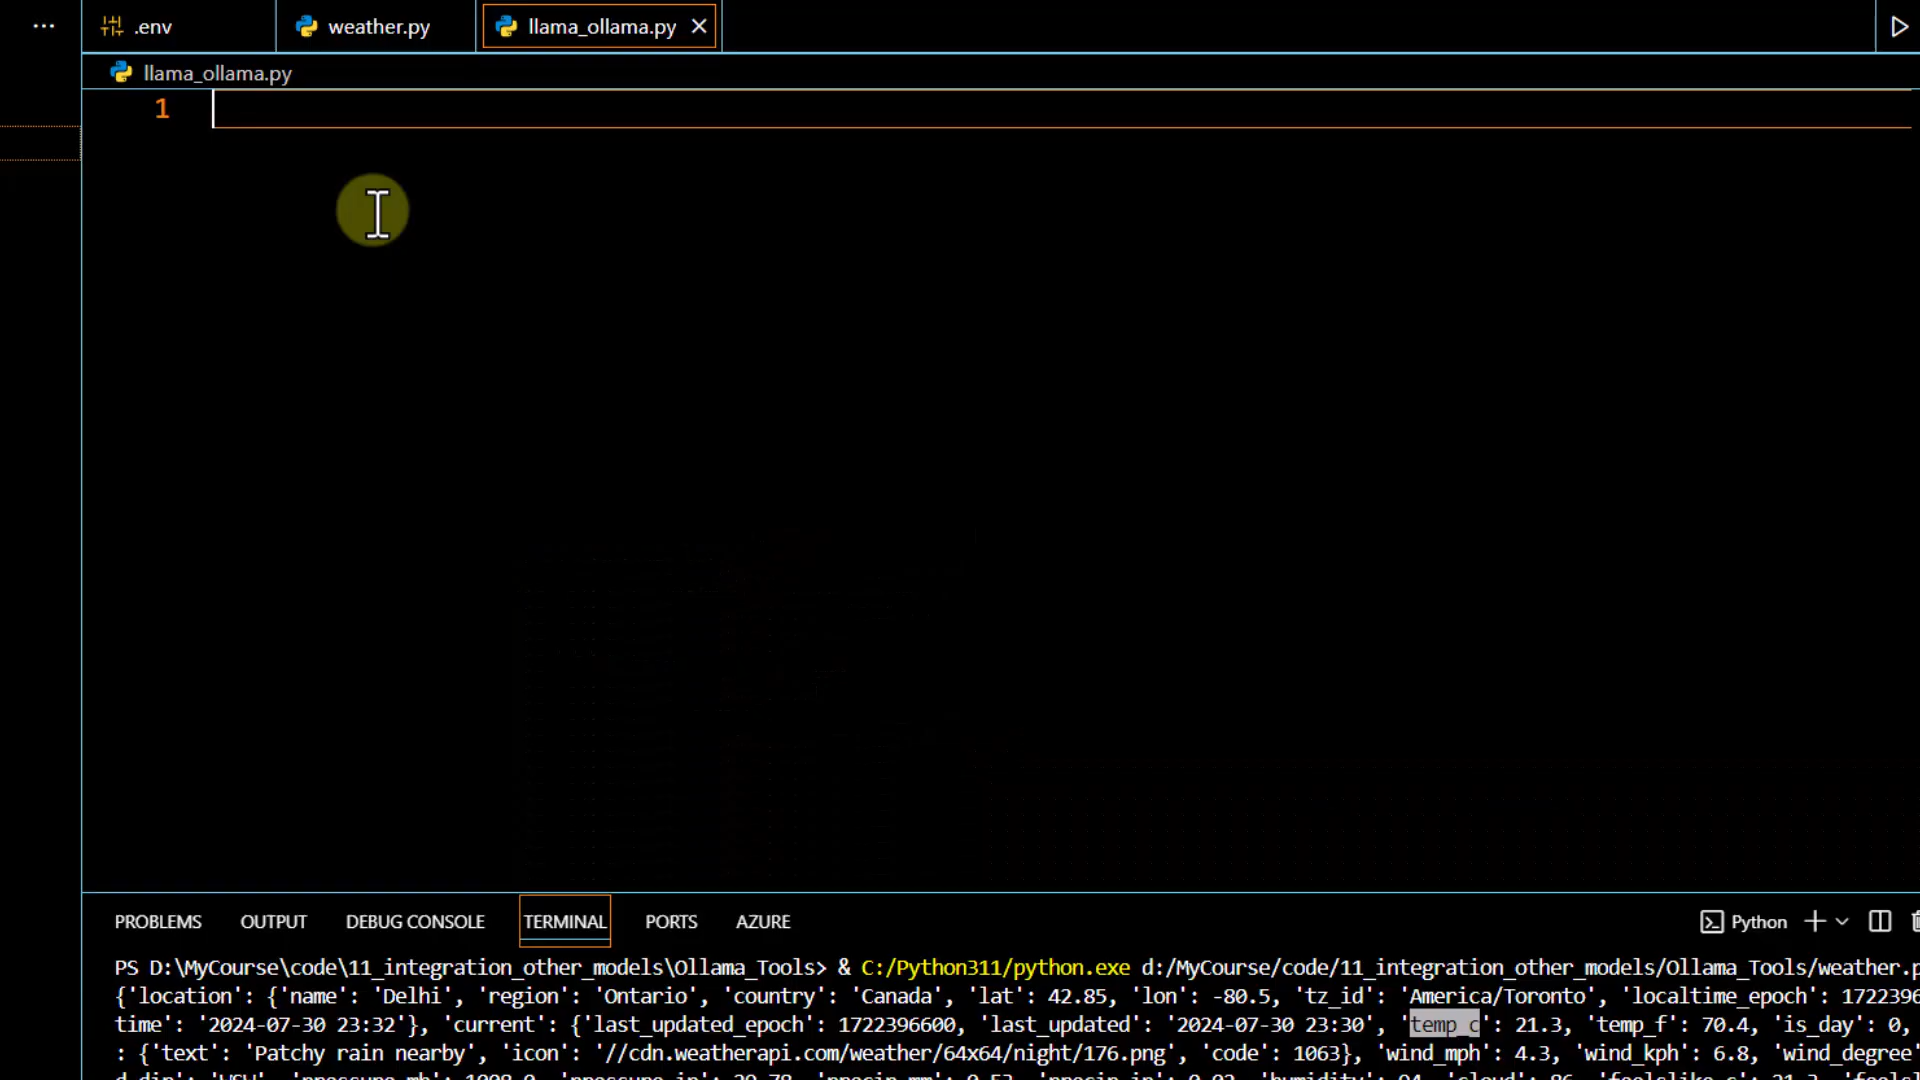 ... .env weather.py llama_ollama.py
llama_ollama.py
1
PROBLEMS OUTPUT DEBUG CONSOLE TERMINAL PORTS AZURE Python
PS D:\MyCourse\code\11_integration_other_models\Ollama_Tools> & C:/Python311/python.exe d:/MyCourse/code/11_integration_other_models/Ollama_Tools/weather.p
{'location': {'name': 'Delhi', 'region': 'Ontario', 'country': 'Canada', 'lat': 42.85, 'lon': -80.5, 'tz_id': 'America/Toronto', 'localtime_epoch': 1722396
time': '2024-07-30 23:32'}, 'current': {'last_updated_epoch': 1722396600, 'last_updated': '2024-07-30 23:30', 'temp_c': 21.3, 'temp_f': 70.4, 'is_day': 0,
: {'text': 'Patchy rain nearby', 'icon': '//cdn.weatherapi.com/weather/64x64/night/176.png', 'code': 1063}, 'wind_mph': 4.3, 'wind_kph': 6.8, 'wind_degree'